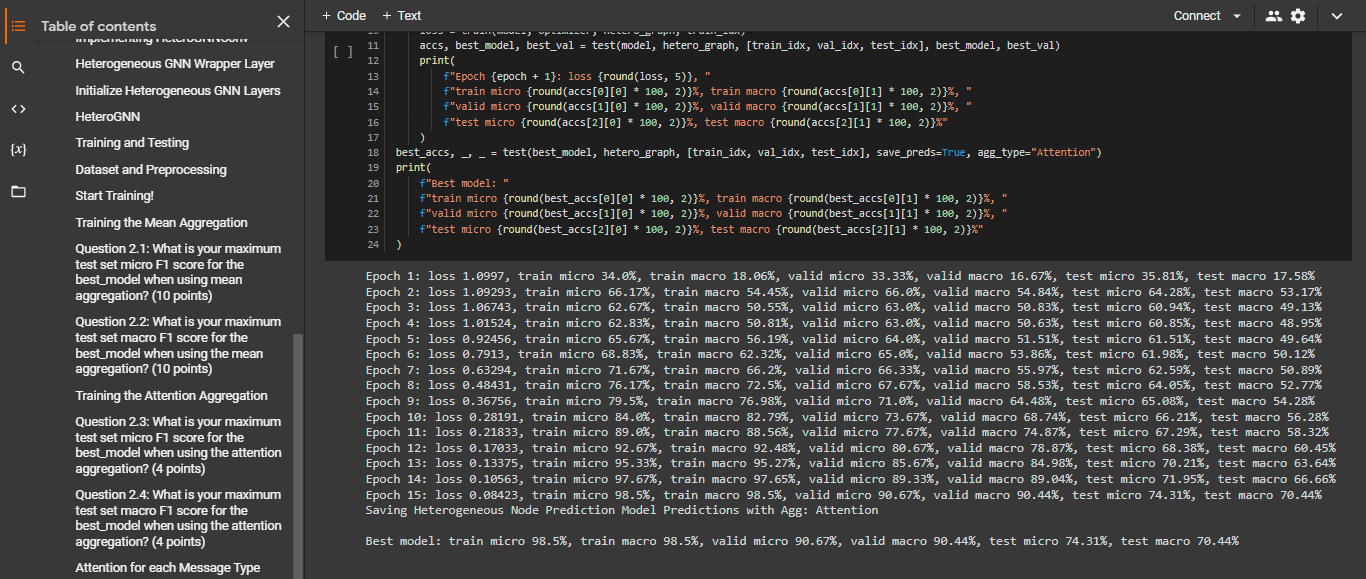 Table of contents
Implementing HeteroGNNConv
Heterogeneous GNN Wrapper Layer
Initialize Heterogeneous GNN Layers
HeteroGNN
Training and Testing
Dataset and Preprocessing
Start Training!
Training the Mean Aggregation
Question 2.1: What is your maximum
test set micro F1 score for the
best_model when using mean
aggregation? (10 points)
Question 2.2: What is your maximum
test set macro F1 score for the
best_model when using the mean
aggregation? (10 points)
Training the Attention Aggregation
Question 2.3: What is your maximum
test set micro F1 score for the
best_model when using the attention
aggregation? (4 points)
Question 2.4: What is your maximum
test set macro F1 score for the
best_model when using the attention
aggregation? (4 points)
Attention for each Message Type
+ Code + Text
Connect
10 loss = train(model, optimizer, hetero_graph, train_idx)
[ ] 11 accs, best_model, best_val = test(model, hetero_graph, [train_idx, val_idx, test_idx], best_model, best_val)
12 print(
13 f"Epoch {epoch + 1}: loss {round(loss, 5)}, "
14 f"train micro {round(accs[0][0] * 100, 2)}%, train macro {round(accs[0][1] * 100, 2)}%, "
15 f"valid micro {round(accs[1][0] * 100, 2)}%, valid macro {round(accs[1][1] * 100, 2)}%, "
16 f"test micro {round(accs[2][0] * 100, 2)}%, test macro {round(accs[2][1] * 100, 2)}%"
17 )
18 best_accs, _, _ = test(best_model, hetero_graph, [train_idx, val_idx, test_idx], save_preds=True, agg_type="Attention")
19 print(
20 f"Best model: "
21 f"train micro {round(best_accs[0][0] * 100, 2)}%, train macro {round(best_accs[0][1] * 100, 2)}%, "
22 f"valid micro {round(best_accs[1][0] * 100, 2)}%, valid macro {round(best_accs[1][1] * 100, 2)}%, "
23 f"test micro {round(best_accs[2][0] * 100, 2)}%, test macro {round(best_accs[2][1] * 100, 2)}%"
24 )
Epoch 1: loss 1.0997, train micro 34.0%, train macro 18.06%, valid micro 33.33%, valid macro 16.67%, test micro 35.81%, test macro 17.58%
Epoch 2: loss 1.09293, train micro 66.17%, train macro 54.45%, valid micro 66.0%, valid macro 54.84%, test micro 64.28%, test macro 53.17%
Epoch 3: loss 1.06743, train micro 62.67%, train macro 50.55%, valid micro 63.0%, valid macro 50.83%, test micro 60.94%, test macro 49.13%
Epoch 4: loss 1.01524, train micro 62.83%, train macro 50.81%, valid micro 63.0%, valid macro 50.63%, test micro 60.85%, test macro 48.95%
Epoch 5: loss 0.92456, train micro 65.67%, train macro 56.19%, valid micro 64.0%, valid macro 51.51%, test micro 61.51%, test macro 49.64%
Epoch 6: loss 0.7913, train micro 68.83%, train macro 62.32%, valid micro 65.0%, valid macro 53.86%, test micro 61.98%, test macro 50.12%
Epoch 7: loss 0.63294, train micro 71.67%, train macro 66.2%, valid micro 66.33%, valid macro 55.97%, test micro 62.59%, test macro 50.89%
Epoch 8: loss 0.48431, train micro 76.17%, train macro 72.5%, valid micro 67.67%, valid macro 58.53%, test micro 64.05%, test macro 52.77%
Epoch 9: loss 0.36756, train micro 79.5%, train macro 76.98%, valid micro 71.0%, valid macro 64.48%, test micro 65.08%, test macro 54.28%
Epoch 10: loss 0.28191, train micro 84.0%, train macro 82.79%, valid micro 73.67%, valid macro 68.74%, test micro 66.21%, test macro 56.28%
Epoch 11: loss 0.21833, train micro 89.0%, train macro 88.56%, valid micro 77.67%, valid macro 74.87%, test micro 67.29%, test macro 58.32%
Epoch 12: loss 0.17033, train micro 92.67%, train macro 92.48%, valid micro 80.67%, valid macro 78.87%, test micro 68.38%, test macro 60.45%
Epoch 13: loss 0.13375, train micro 95.33%, train macro 95.27%, valid micro 85.67%, valid macro 84.98%, test micro 70.21%, test macro 63.64%
Epoch 14: loss 0.10563, train micro 97.67%, train macro 97.65%, valid micro 89.33%, valid macro 89.04%, test micro 71.95%, test macro 66.66%
Epoch 15: loss 0.08423, train micro 98.5%, train macro 98.5%, valid micro 90.67%, valid macro 90.44%, test micro 74.31%, test macro 70.44%
Saving Heterogeneous Node Prediction Model Predictions with Agg: Attention
Best model: train micro 98.5%, train macro 98.5%, valid micro 90.67%, valid macro 90.44%, test micro 74.31%, test macro 70.44%